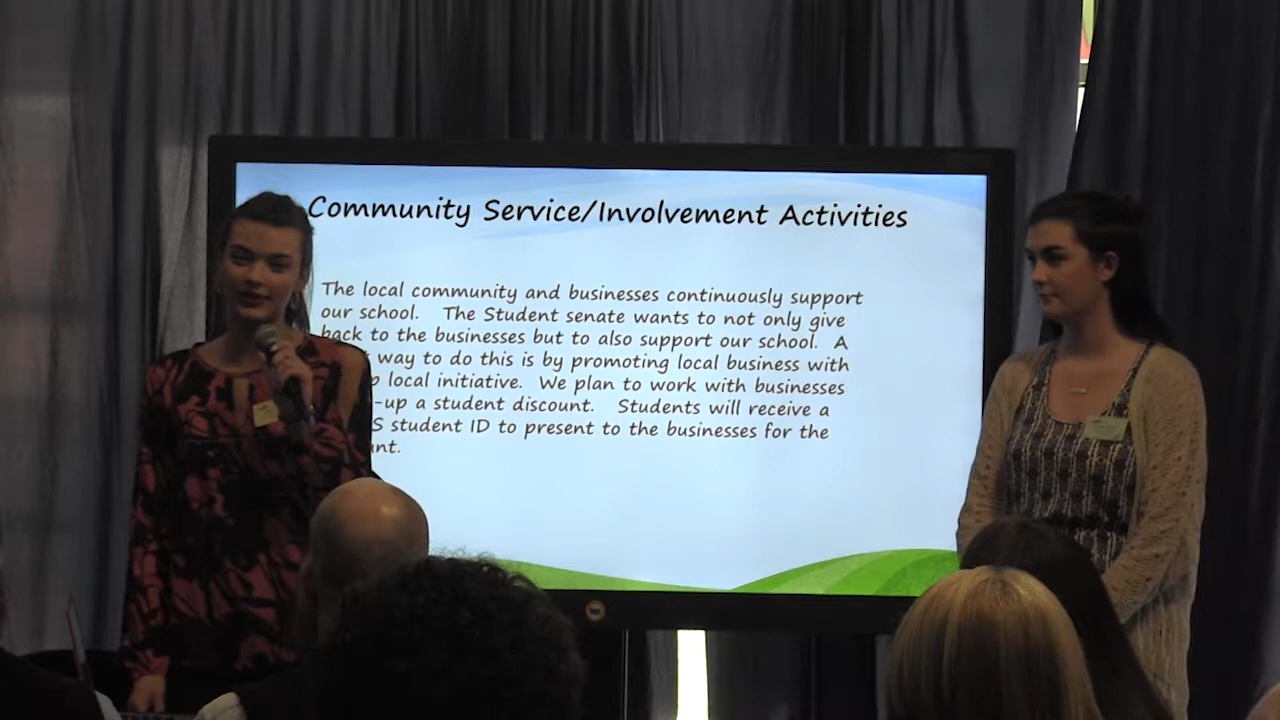 Community Service/Involvement Activities
The local community and businesses continuously support
our school. The Student senate wants to not only give
back to the businesses but to also support our school. A
way to do this is by promoting local business with
local initiative. We plan to work with businesses
-up a student discount. Students will receive a
student ID to present to the businesses for the